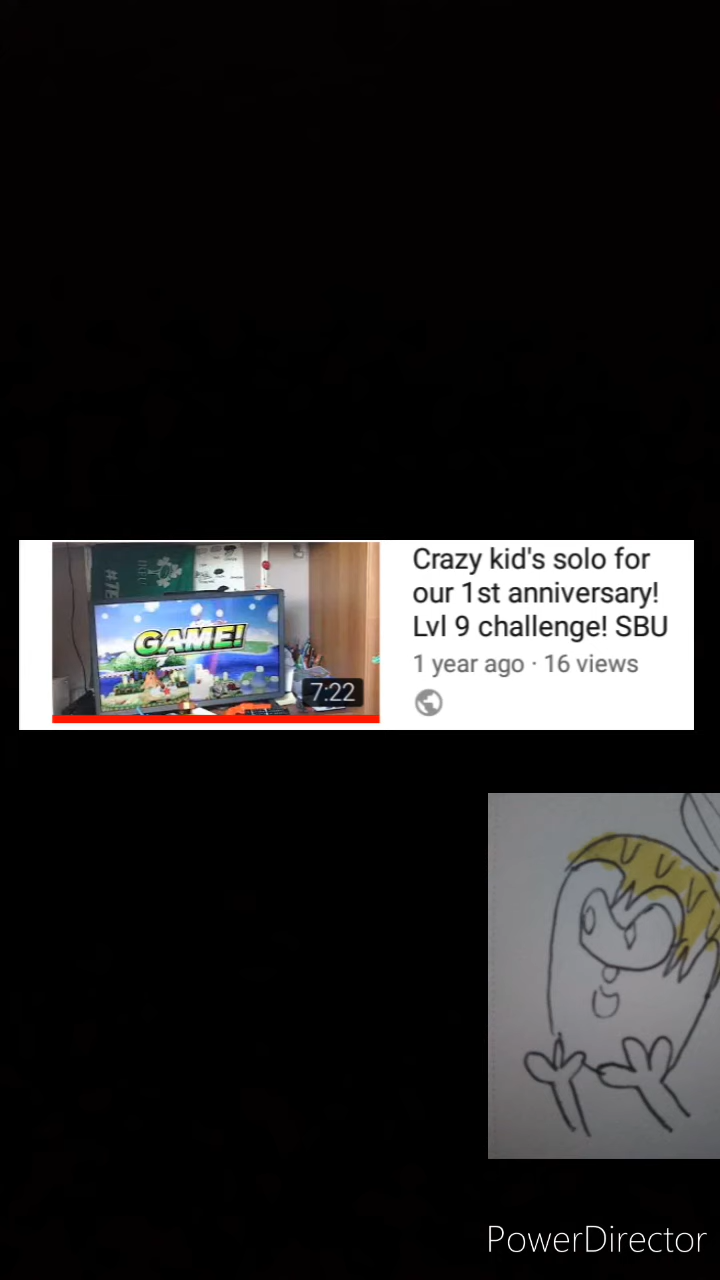 Crazy kid's solo for
our 1st anniversary!
Lvl 9 challenge! SBU
1 year ago · 16 views
GAME!
7:22
PowerDirector